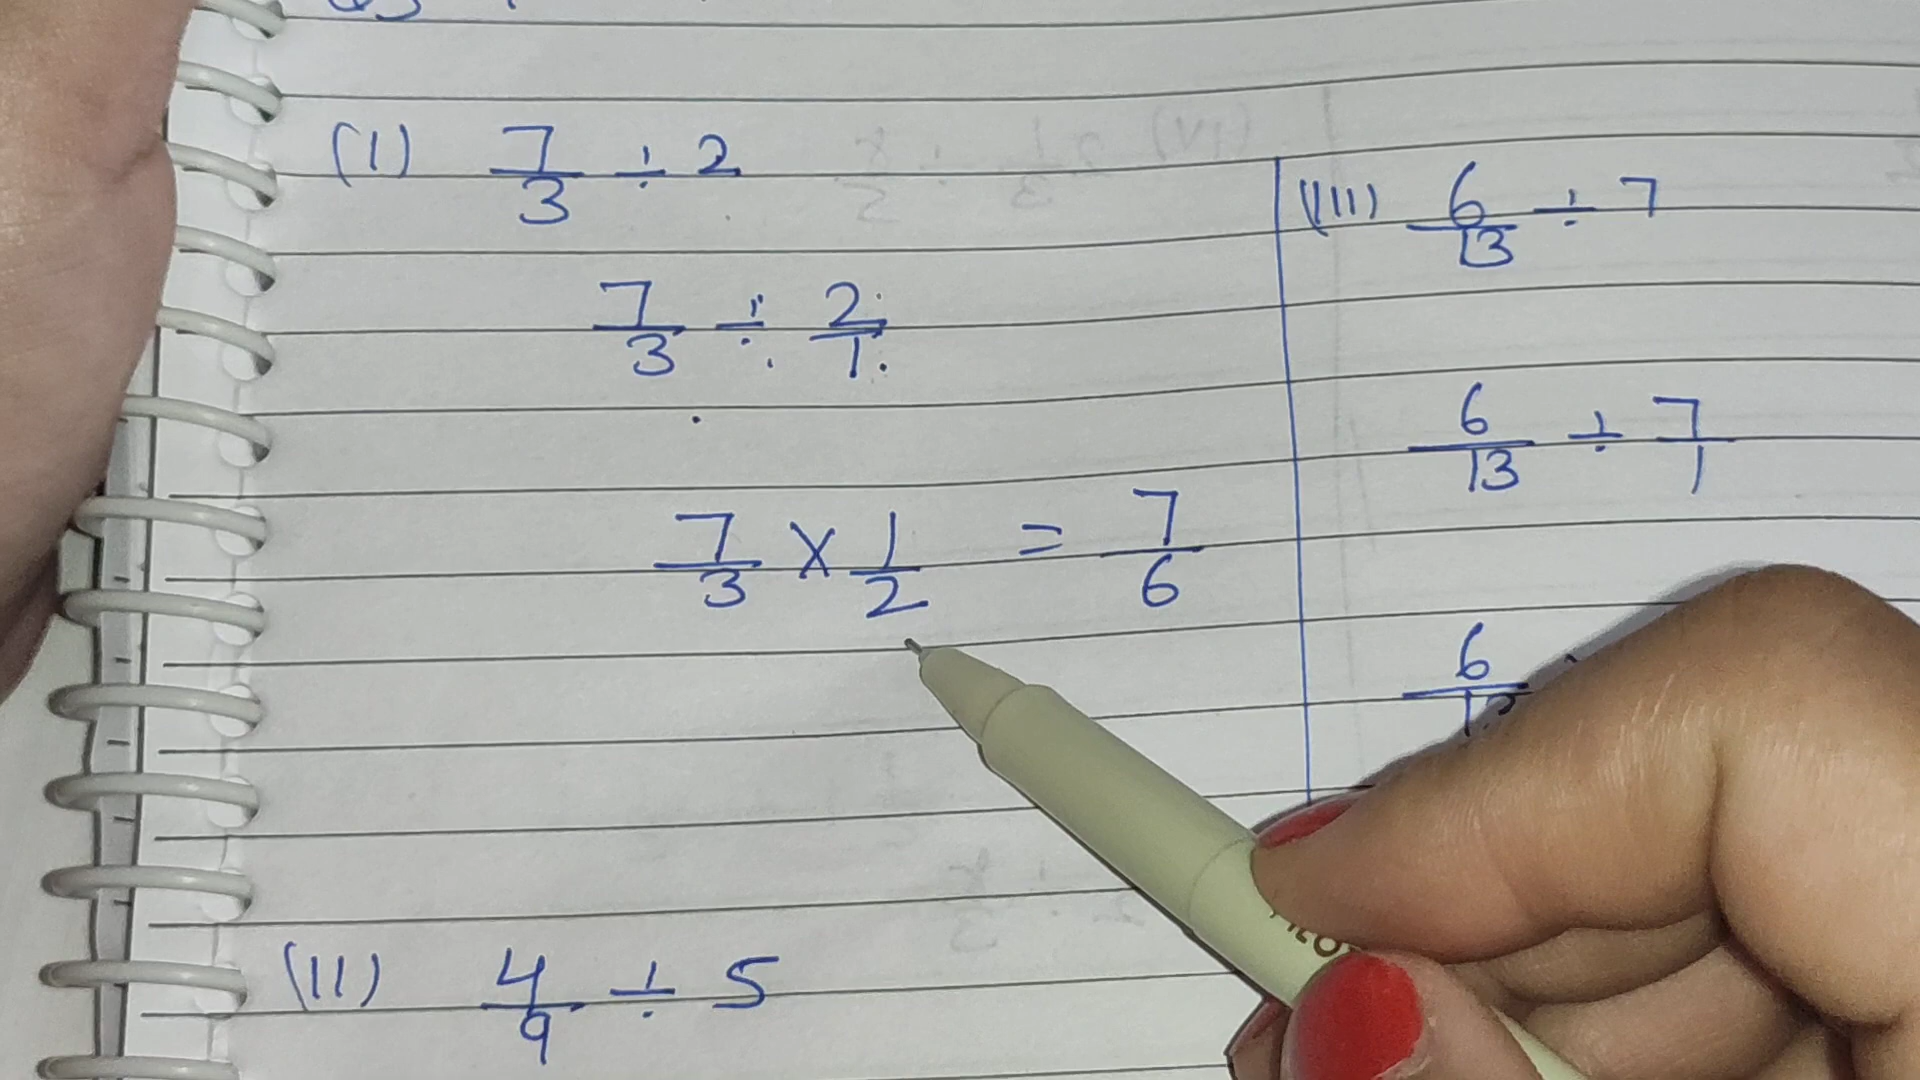 (I) 7/3 ÷ 2
7/3 ÷ 2/1
7/3 × 1/2 = 7/6
(II) 4/9 ÷ 5
(III) 6/13 ÷ 7
6/13 ÷ 7/1
6/13